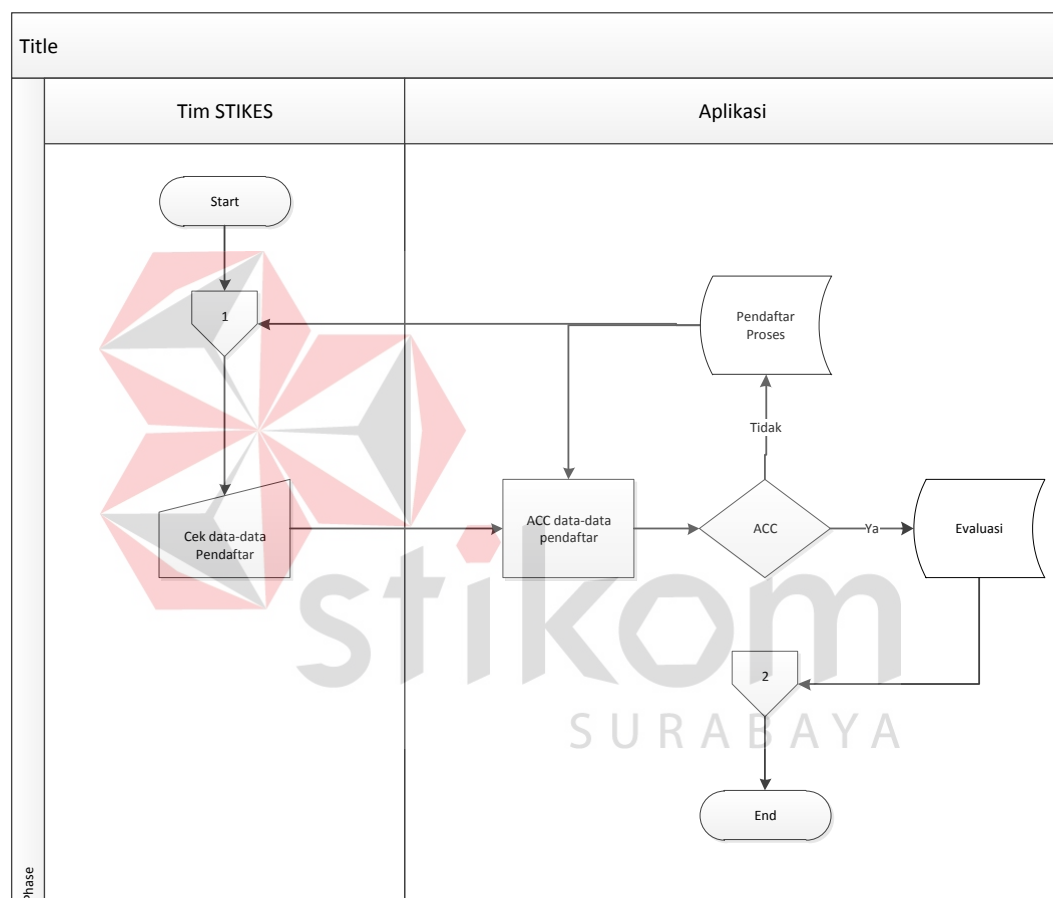 Title
Tim STIKES
Aplikasi
Start
1
Pendaftar
Proses
Tidak
Cek data-data
Pendaftar
ACC data-data
pendaftar
ACC
Ya
Evaluasi
stikom
2
SURABAYA
End
Phase